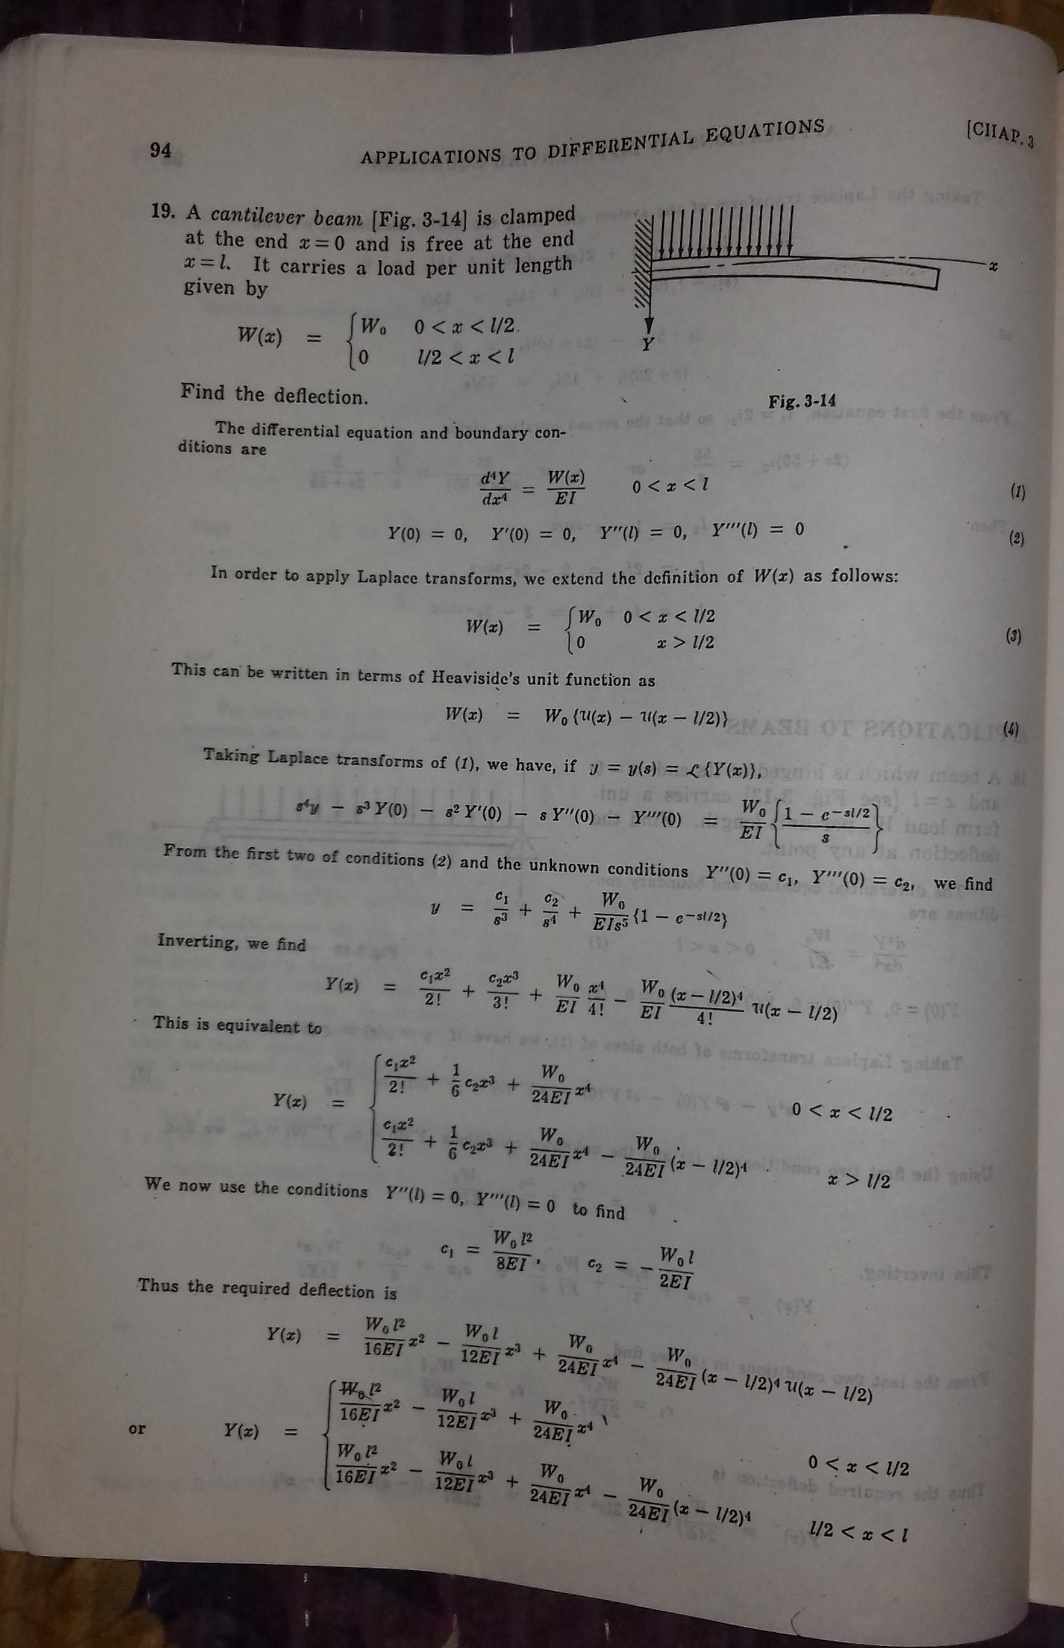 94
APPLICATIONS TO DIFFERENTIAL EQUATIONS
[CHAP. 3
19. A cantilever beam [Fig. 3-14] is clamped
at the end x = 0 and is free at the end
x = l. It carries a load per unit length
given by
W(x) = { W₀ 0 < x < l/2
0 l/2 < x < l
Find the deflection.
x
Y
Fig. 3-14
The differential equation and boundary con-
ditions are
d⁴Y/dx⁴ = W(x)/EI 0 < x < l (1)
Y(0) = 0, Y′(0) = 0, Y″(l) = 0, Y‴(l) = 0 (2)
In order to apply Laplace transforms, we extend the definition of W(x) as follows:
W(x) = { W₀ 0 < x < l/2
0 x > l/2 (3)
This can be written in terms of Heaviside's unit function as
W(x) = W₀ {𝒰(x) − 𝒰(x − l/2)} (4)
Taking Laplace transforms of (1), we have, if y = y(s) = ℒ {Y(x)},
s⁴y − s³ Y(0) − s² Y′(0) − s Y″(0) − Y‴(0) = W₀/EI {(1 − e^(−sl/2))/s}
From the first two of conditions (2) and the unknown conditions Y″(0) = c₁, Y‴(0) = c₂, we find
y = c₁/s³ + c₂/s⁴ + W₀/EIs⁵ {1 − e^(−sl/2)}
Inverting, we find
Y(x) = c₁x²/2! + c₂x³/3! + W₀/EI x⁴/4! − W₀/EI (x − l/2)⁴/4! 𝒰(x − l/2)
This is equivalent to
Y(x) = { c₁x²/2! + 1/6 c₂x³ + W₀/24EI x⁴ 0 < x < l/2
c₁x²/2! + 1/6 c₂x³ + W₀/24EI x⁴ − W₀/24EI (x − l/2)⁴ x > l/2
We now use the conditions Y″(l) = 0, Y‴(l) = 0 to find
c₁ = W₀l²/8EI, c₂ = −W₀l/2EI
Thus the required deflection is
Y(x) = W₀l²/16EI x² − W₀l/12EI x³ + W₀/24EI x⁴ − W₀/24EI (x − l/2)⁴ 𝒰(x − l/2)
or Y(x) = { W₀l²/16EI x² − W₀l/12EI x³ + W₀/24EI x⁴ 0 < x < l/2
W₀l²/16EI x² − W₀l/12EI x³ + W₀/24EI x⁴ − W₀/24EI (x − l/2)⁴ l/2 < x < l